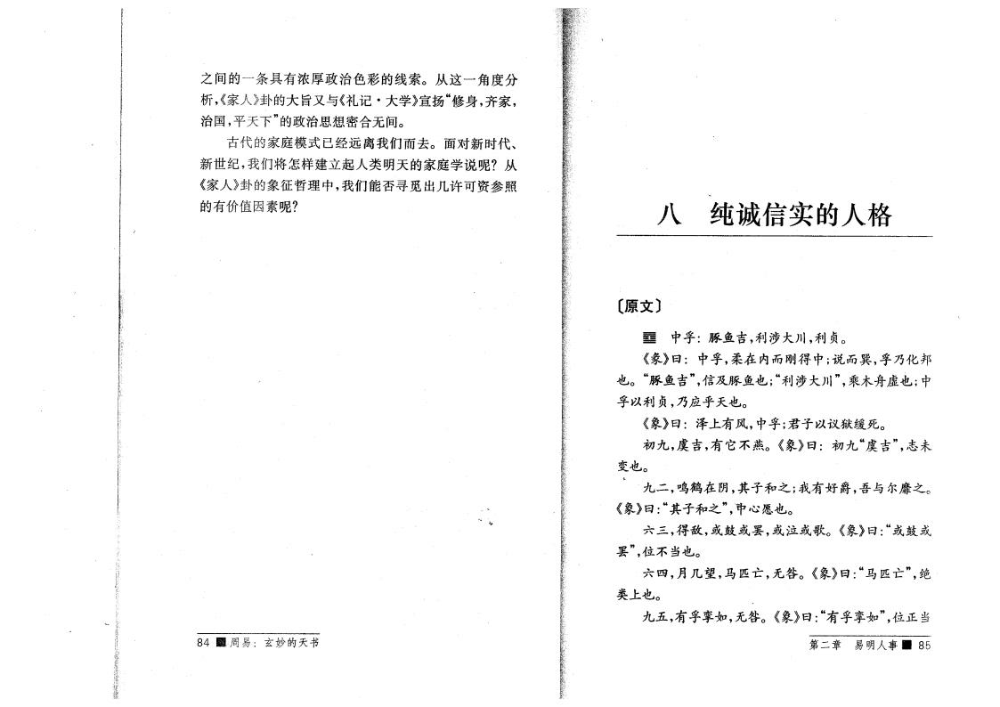 之间的一条具有浓厚政治色彩的线索。从这一角度分
析,《家人》卦的大旨又与《礼记·大学》宣扬“修身,齐家,
治国,平天下”的政治思想密合无间。
古代的家庭模式已经远离我们而去。面对新时代、
新世纪,我们将怎样建立起人类明天的家庭学说呢?从
《家人》卦的象征哲理中,我们能否寻觅出几许可资参照
的有价值因素呢?
84 ■周易:玄妙的天书
八 纯诚信实的人格
〔原文〕
䷼ 中孚:豚鱼吉,利涉大川,利贞。
《彖》曰:中孚,柔在内而刚得中;说而巽,孚乃化邦
也。“豚鱼吉”,信及豚鱼也;“利涉大川”,乘木舟虚也;中
孚以利贞,乃应乎天也。
《象》曰:泽上有风,中孚;君子以议狱缓死。
初九,虞吉,有它不燕。《象》曰:初九“虞吉”,志未
变也。
九二,鸣鹤在阴,其子和之;我有好爵,吾与尔靡之。
《象》曰:“其子和之”,中心愿也。
六三,得敌,或鼓或罢,或泣或歌。《象》曰:“或鼓或
罢”,位不当也。
六四,月几望,马匹亡,无咎。《象》曰:“马匹亡”,绝
类上也。
九五,有孚挛如,无咎。《象》曰:“有孚挛如”,位正当
第二章 易明人事■ 85